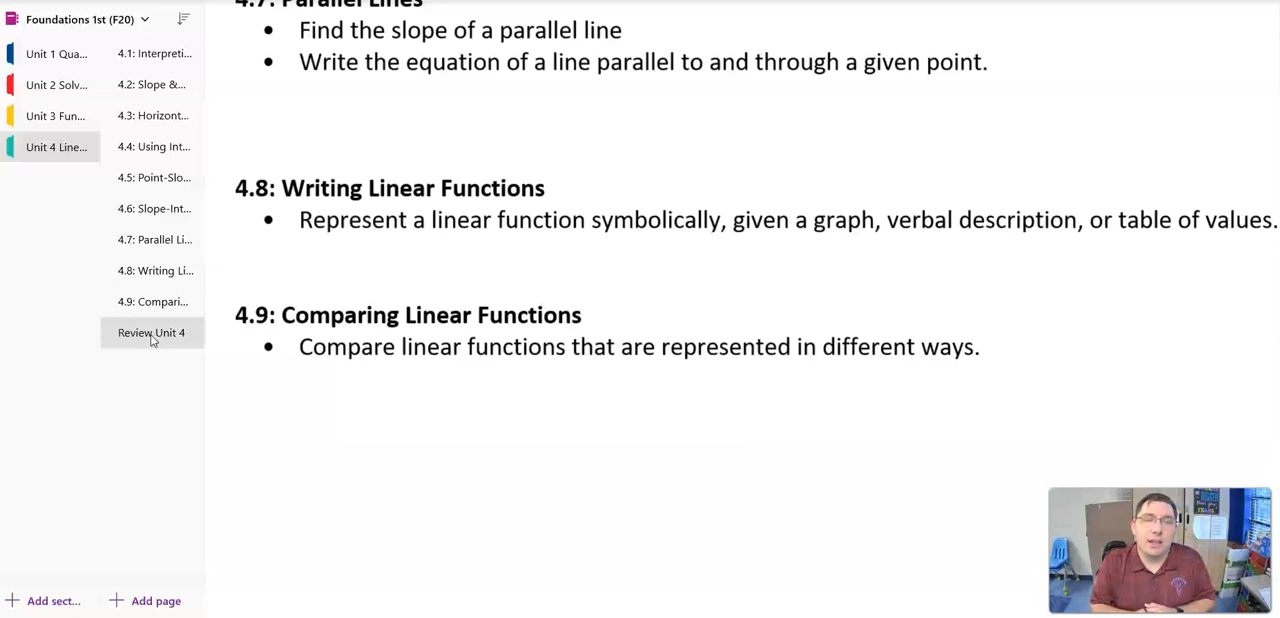 Foundations 1st (F20)
Unit 1 Qua...
Unit 2 Solv...
Unit 3 Fun...
Unit 4 Line...
4.1: Interpreti...
4.2: Slope &...
4.3: Horizont...
4.4: Using Int...
4.5: Point-Slo...
4.6: Slope-Int...
4.7: Parallel Li...
4.8: Writing Li...
4.9: Compari...
Review Unit 4
Add sect...
Add page
4.7: Parallel Lines
• Find the slope of a parallel line
• Write the equation of a line parallel to and through a given point.
4.8: Writing Linear Functions
• Represent a linear function symbolically, given a graph, verbal description, or table of values.
4.9: Comparing Linear Functions
• Compare linear functions that are represented in different ways.